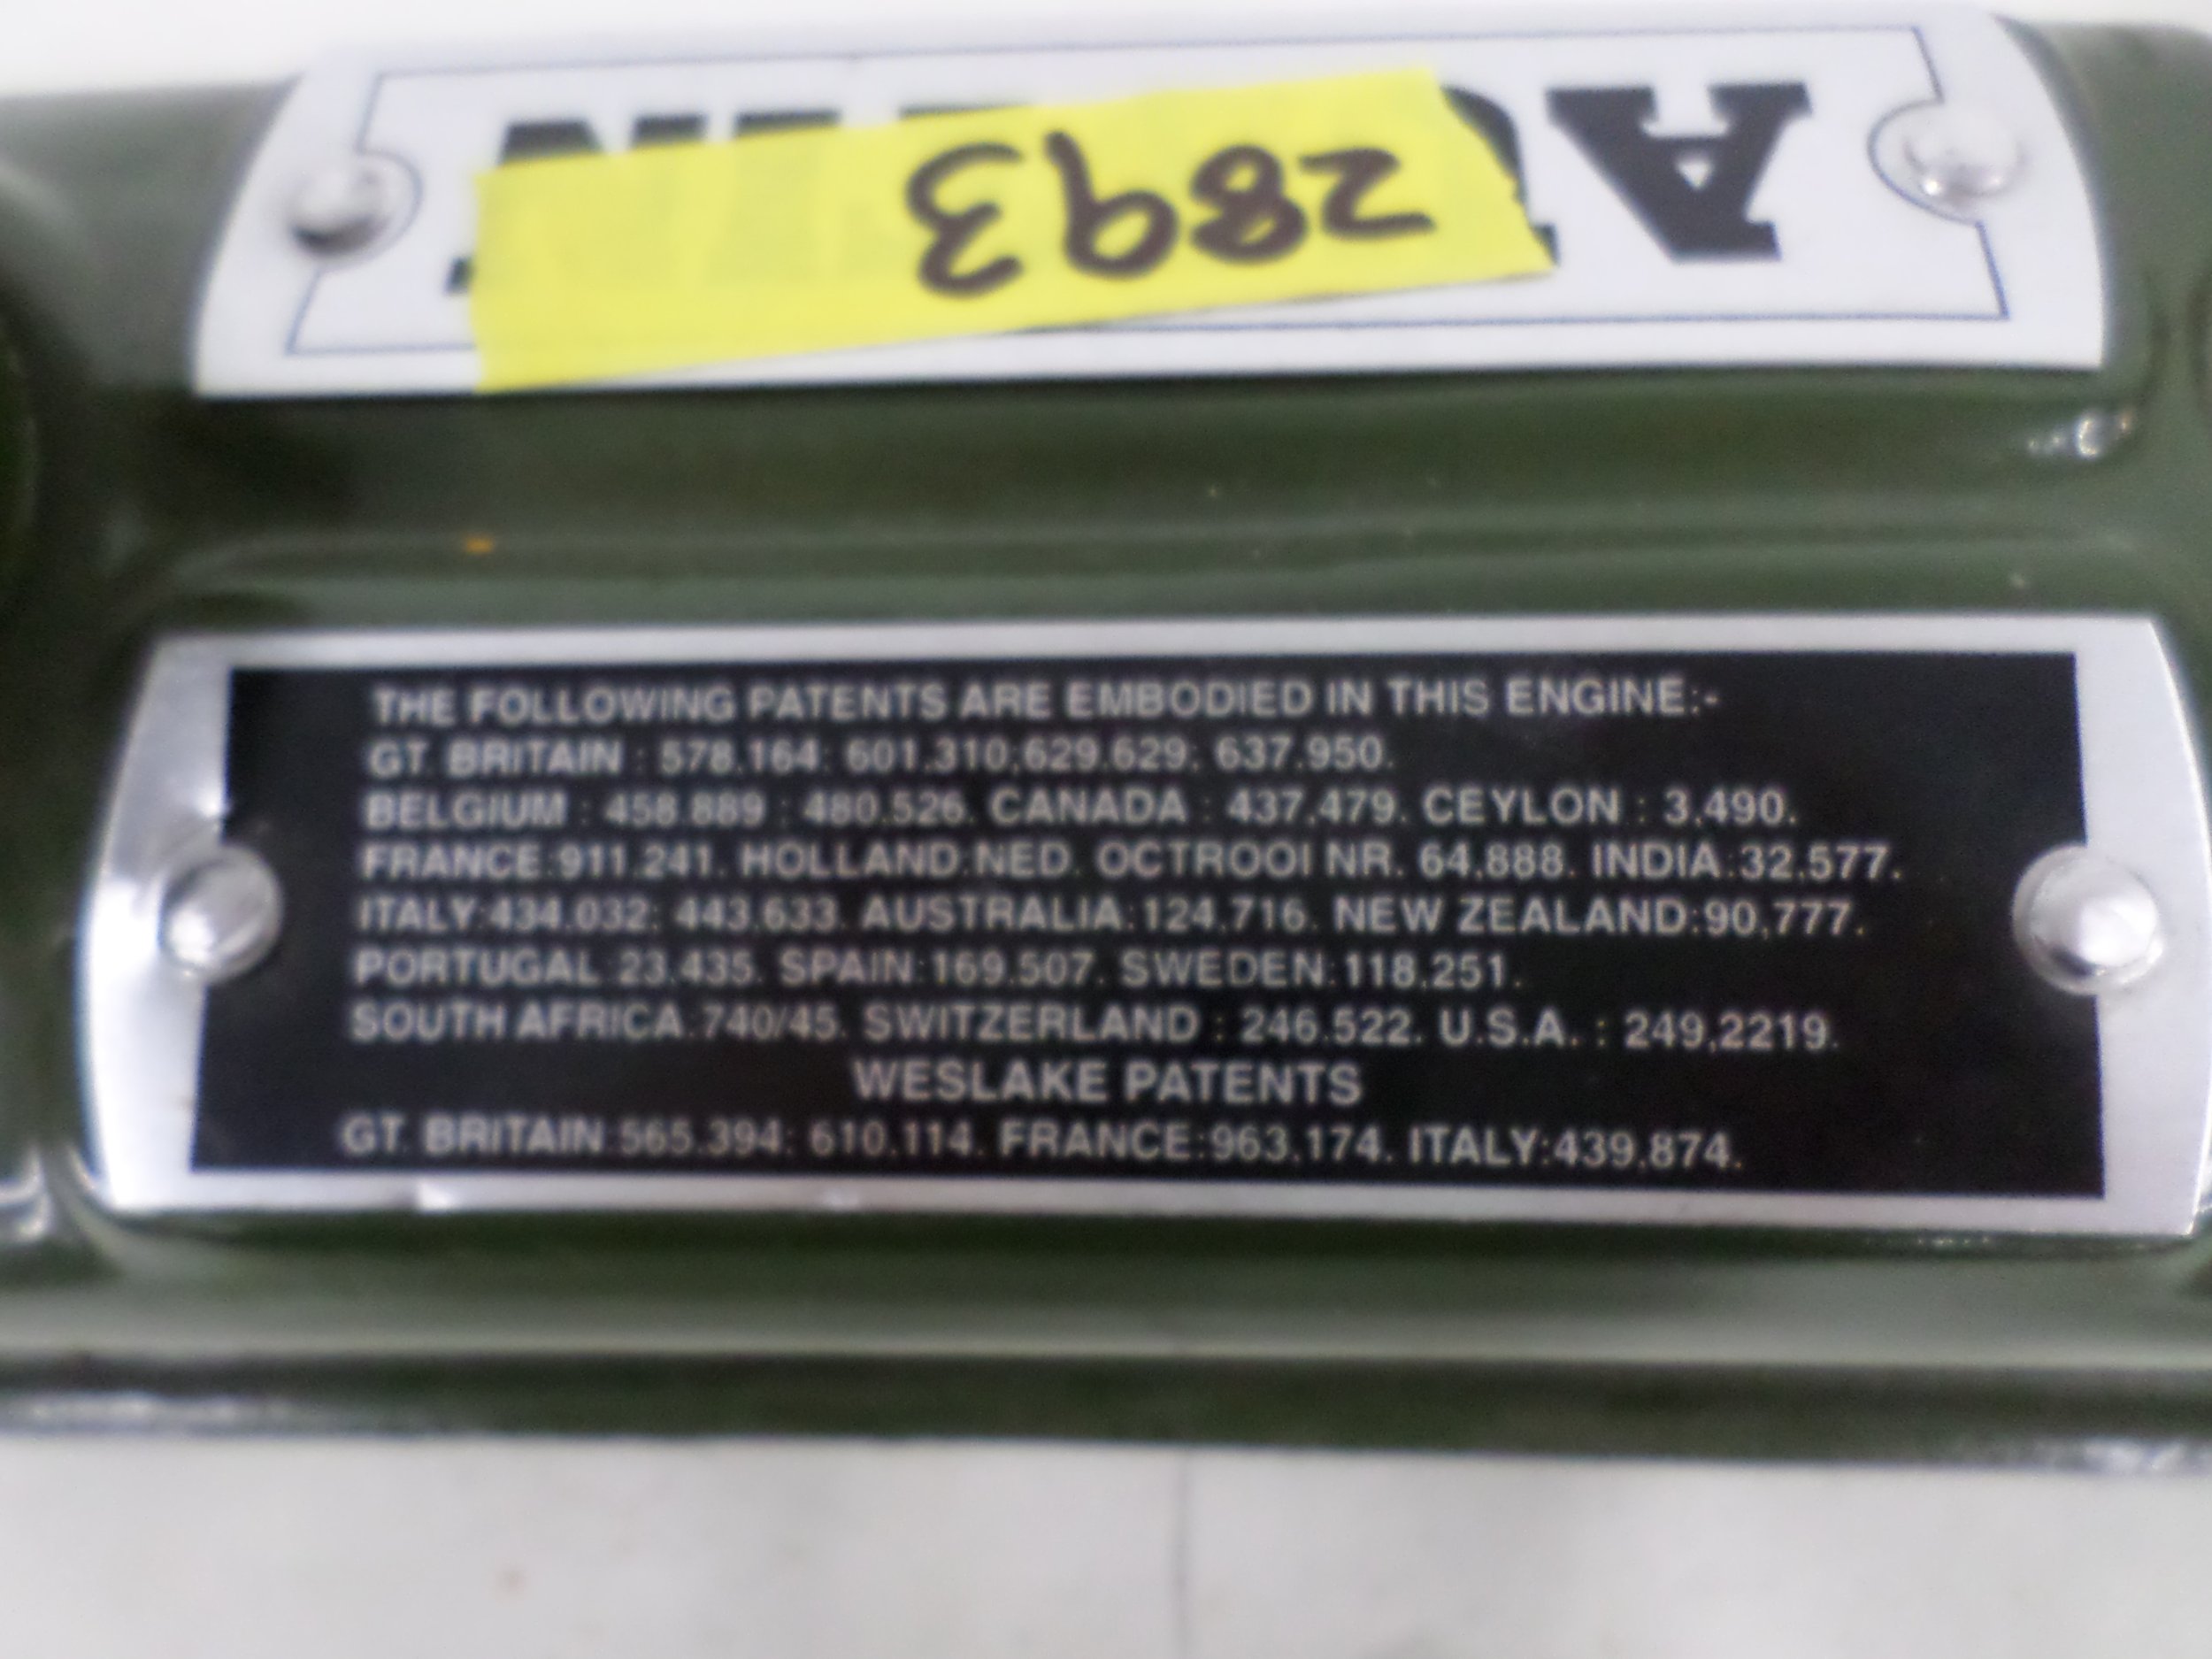 2893
THE FOLLOWING PATENTS ARE EMBODIED IN THIS ENGINE:-
GT. BRITAIN : 578.164: 601.310;629.629; 637.950.
BELGIUM : 458.889 : 480.526. CANADA : 437,479. CEYLON : 3,490.
FRANCE:911.241. HOLLAND:NED. OCTROOI NR. 64,888. INDIA:32,577.
ITALY:434.032; 443.633. AUSTRALIA:124.716. NEW ZEALAND:90,777.
PORTUGAL:23.435. SPAIN:169.507. SWEDEN:118,251.
SOUTH AFRICA:740/45. SWITZERLAND : 246.522. U.S.A. : 249,2219.
WESLAKE PATENTS
GT. BRITAIN:565.394; 610.114. FRANCE:963,174. ITALY:439,874.